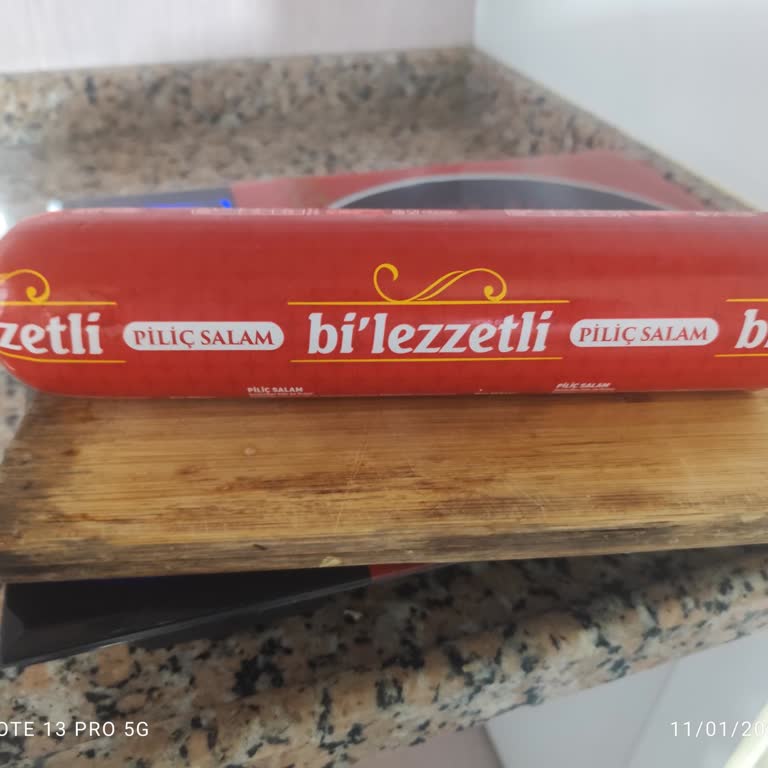 zetli PİLİÇ SALAM bi'lezzetli PİLİÇ SALAM b
PİLİÇ SALAM PİLİÇ SALAM
OTE 13 PRO 5G 11/01/20